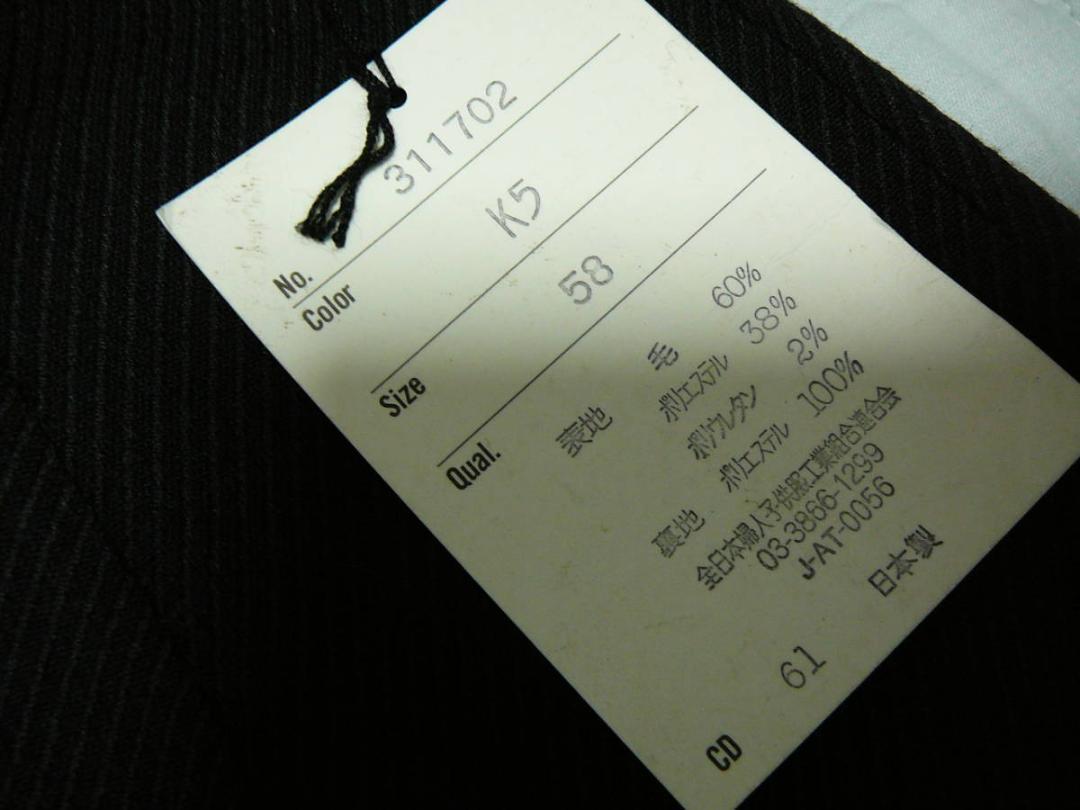 No. 311702
Color K5
Size 58
Qual.
表地 毛 60%
ポリエステル 38%
ポリウレタン 2%
裏地 ポリエステル 100%
全日本婦人子供服工業組合連合会
03-3866-1299
J-AT-0056
日本製
CD 61